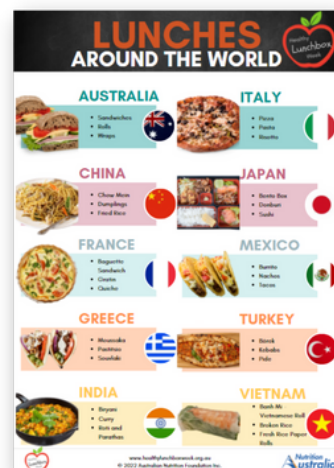 LUNCHES
AROUND THE WORLD
Healthy
Lunchbox
Week
AUSTRALIA
Sandwiches
Rolls
Wraps
ITALY
Pizza
Pasta
Risotto
CHINA
Chow Mein
Dumplings
Fried Rice
JAPAN
Bento Box
Donburi
Sushi
FRANCE
Baguette
Sandwich
Gratin
Quiche
MEXICO
Burrito
Nachos
Tacos
GREECE
Moussaka
Pastitsio
Souvlaki
TURKEY
Borek
Kebabs
Pide
INDIA
Biryani
Curry
Roti and
Parathas
VIETNAM
Banh Mi
Vietnamese Roll
Broken Rice
Fresh Rice Paper
Rolls
www.healthylunchboxweek.org.au
© 2022 Australian Nutrition Foundation Inc.
Nutrition
Australia